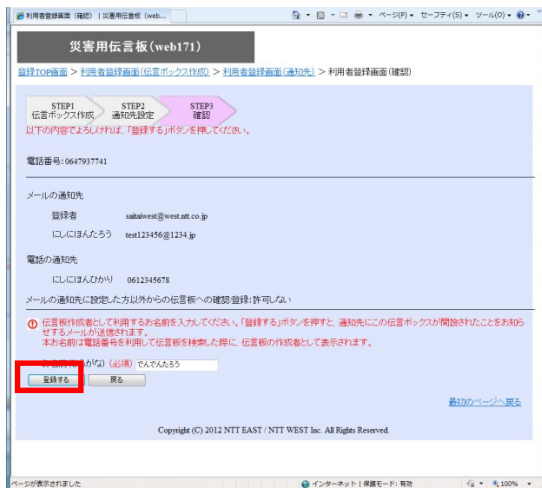 利用者登録画面（確認） | 災害用伝言板（web...
ページ(P) セーフティ(S) ツール(O)
災害用伝言板(web171)
登録TOP画面 > 利用者登録画面(伝言ボックス作成) > 利用者登録画面(通知先) > 利用者登録画面(確認)
STEP1 STEP2 STEP3
伝言ボックス作成 通知先設定 確認
以下の内容でよろしければ、「登録する」ボタンを押してください。
電話番号:0647937741
メールの通知先
登録者 saitaiwest@west.ntt.co.jp
にしにほんたろう test123456@1234.jp
電話の通知先
にしにほんひかり 0612345678
メールの通知先に設定した方以外からの伝言板への確認/登録:許可しない
伝言板作成者として利用するお名前を入力してください。「登録する」ボタンを押すと、通知先にこの伝言ボックスが開設されたことをお知ら
せするメールが送信されます。
本お名前は電話番号を利用して伝言板を検索した際に、伝言板の作成者として表示されます。
がな) (必須) でんでんたろう
登録する 戻る
最初のページへ戻る
Copyright (C) 2012 NTT EAST / NTT WEST Inc. All Rights Reserved.
ページが表示されました インターネット | 保護モード: 有効 100%